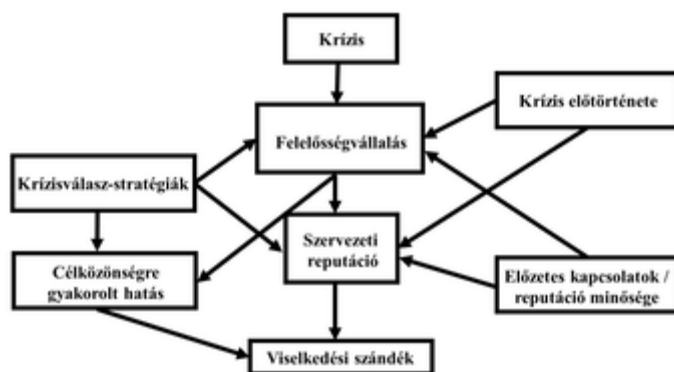 Krízis
Krízis előtörténete
Felelősségvállalás
Krízisválasz-stratégiák
Szervezeti
reputáció
Célközönségre
gyakorolt hatás
Előzetes kapcsolatok /
reputáció minősége
Viselkedési szándék